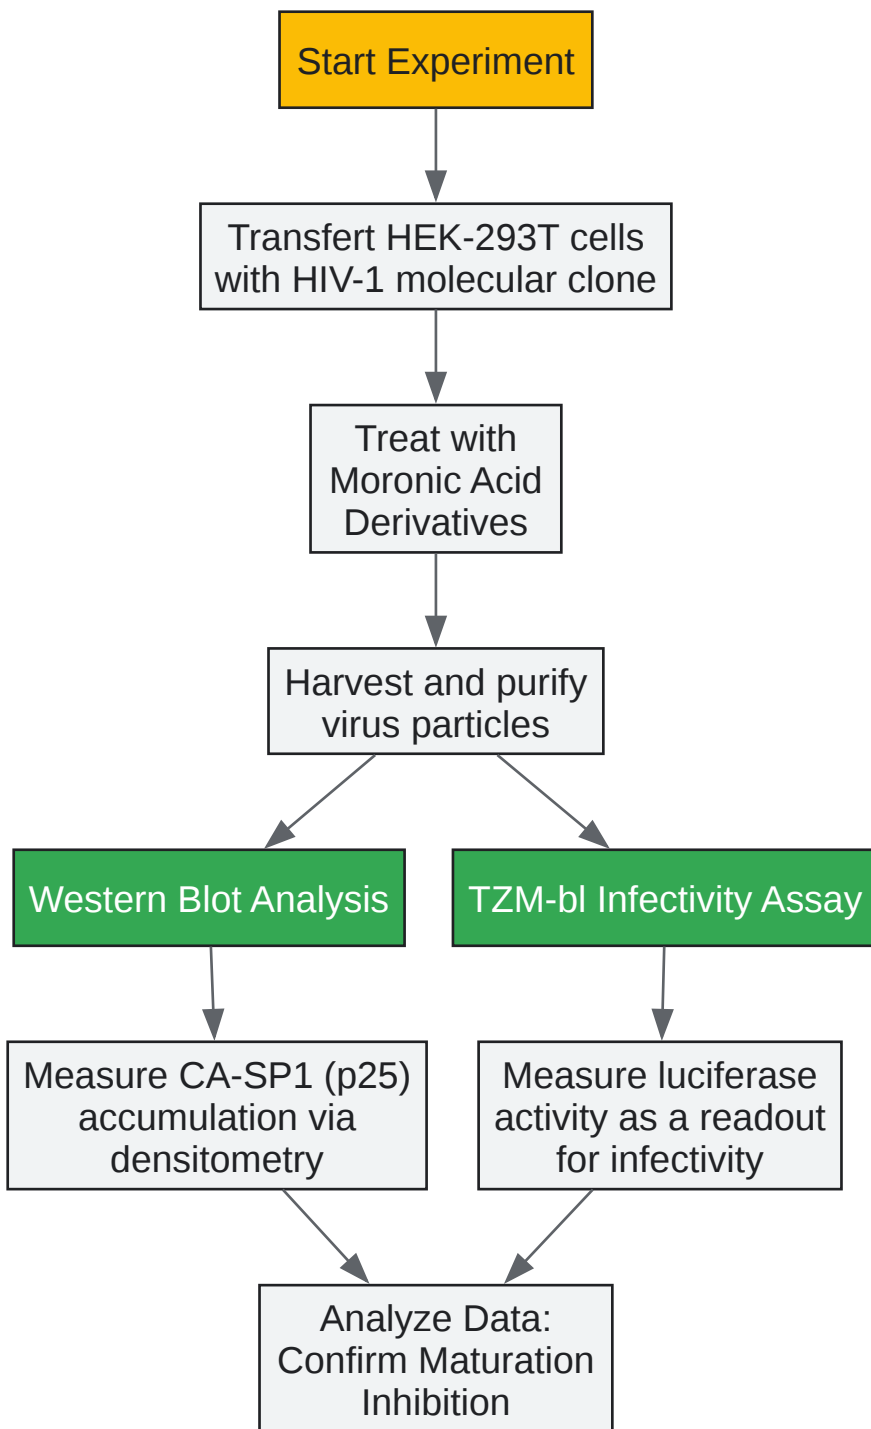 Start Experiment
Transfert HEK-293T cells
with HIV-1 molecular clone
Treat with
Moronic Acid
Derivatives
Harvest and purify
virus particles
Western Blot Analysis
TZM-bl Infectivity Assay
Measure CA-SP1 (p25)
accumulation via
densitometry
Measure luciferase
activity as a readout
for infectivity
Analyze Data:
Confirm Maturation
Inhibition